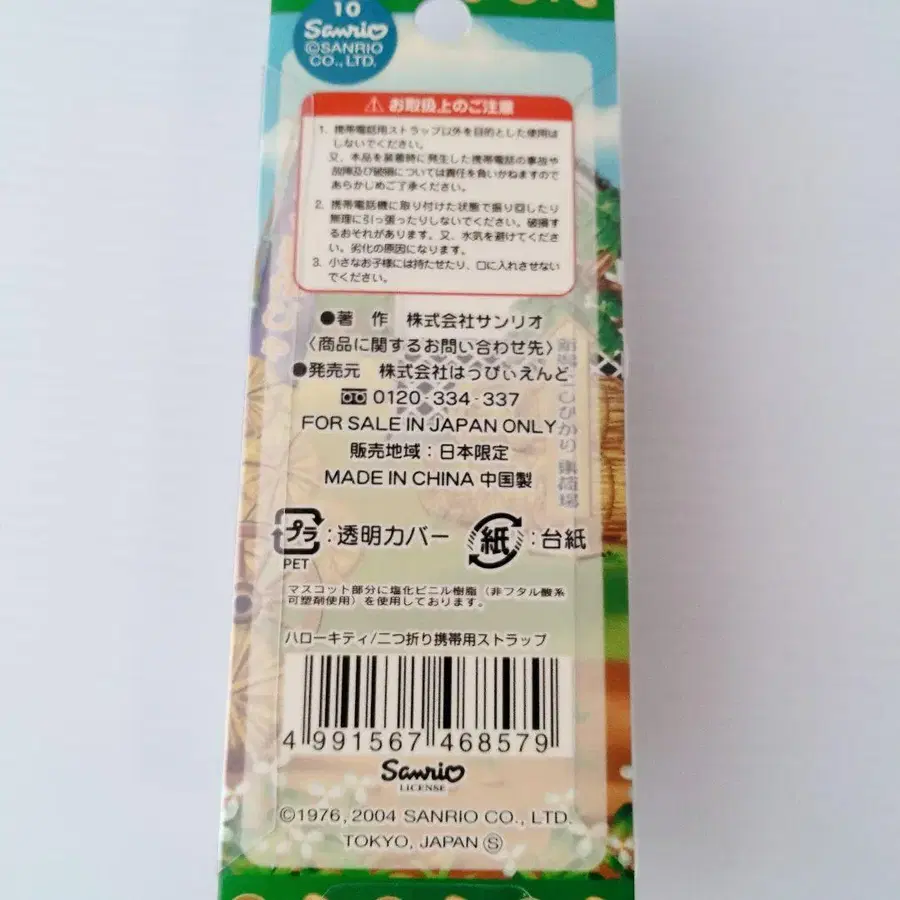 10
Sanrio
©SANRIO
CO., LTD.
⚠ お取扱上のご注意
1. 携帯電話用ストラップ以外を目的とした使用は
しないでください。
又、本品を装着時に発生した携帯電話の事故や
故障及び破損については責任を負いかねますので
あらかじめご了承ください。
2. 携帯電話機に取り付けた状態で振り回したり
無理に引っ張ったりしないでください。破損す
るおそれがあります。又、水気を避けてくださ
い。劣化の原因になります。
3. 小さなお子様には持たせたり、口に入れさせない
でください。
●著 作 株式会社サンリオ
〈商品に関するお問い合わせ先〉
●発売元 株式会社はうびぃえんど
0120-334-337
FOR SALE IN JAPAN ONLY
販売地域：日本限定
MADE IN CHINA 中国製
プラ：透明カバー
PET
紙：台紙
マスコット部分に塩化ビニル樹脂（非フタル酸系
可塑剤使用）を使用しております。
ハローキティ/二つ折り携帯用ストラップ
4 991567 468579
Sanrio
LICENSE
©1976, 2004 SANRIO CO., LTD.
TOKYO, JAPAN Ⓢ